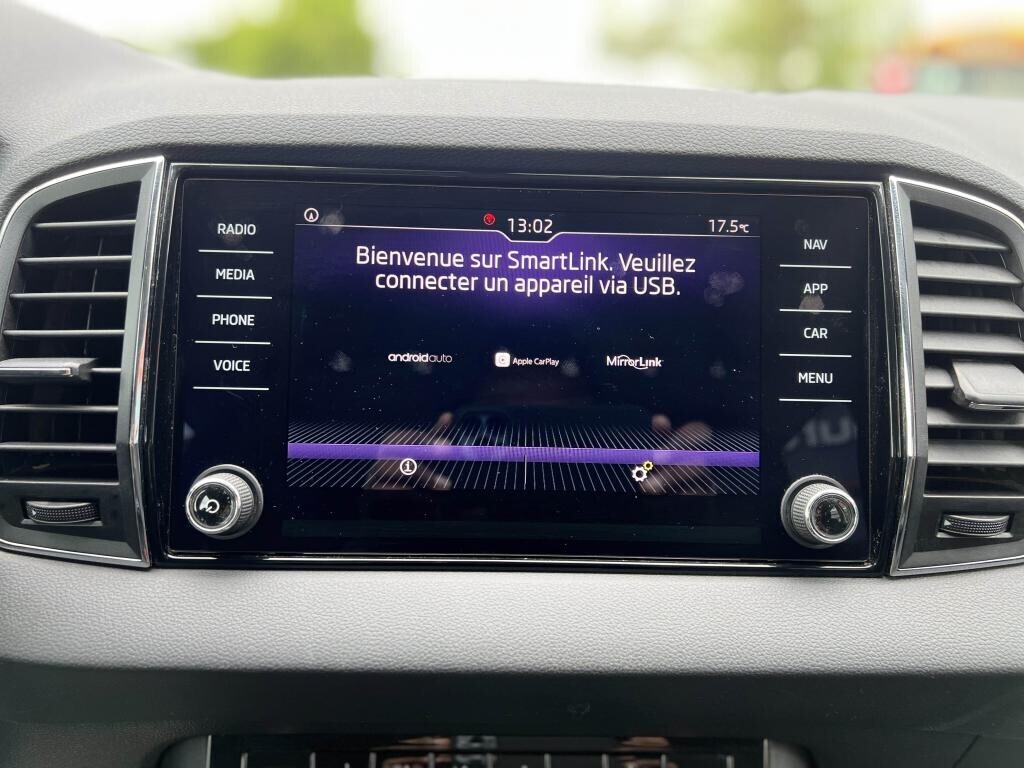 13:02
17.5°C
Bienvenue sur SmartLink. Veuillez
connecter un appareil via USB.
androidauto
Apple CarPlay
MirrorLink
RADIO
MEDIA
PHONE
VOICE
NAV
APP
CAR
MENU